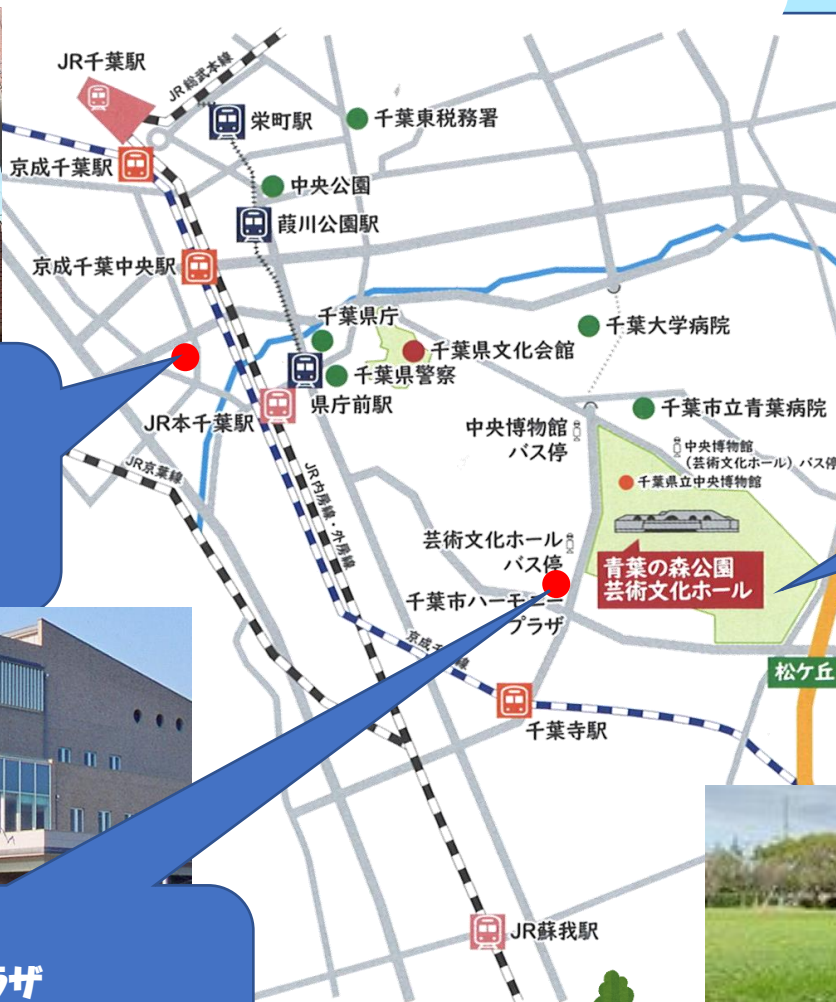 JR千葉駅
JR総武本線
栄町駅
千葉東税務署
京成千葉駅
中央公園
葭川公園駅
京成千葉中央駅
千葉県庁
千葉大学病院
千葉県文化会館
千葉県警察
県庁前駅
JR本千葉駅
千葉市立青葉病院
中央博物館
バス停
中央博物館
(芸術文化ホール)バス停
千葉県立中央博物館
JR京葉線
JR内房線・外房線
芸術文化ホール
バス停
青葉の森公園
芸術文化ホール
千葉市ハーモニー
プラザ
京成千
線
松ケ丘
千葉寺駅
JR蘇我駅
ザ